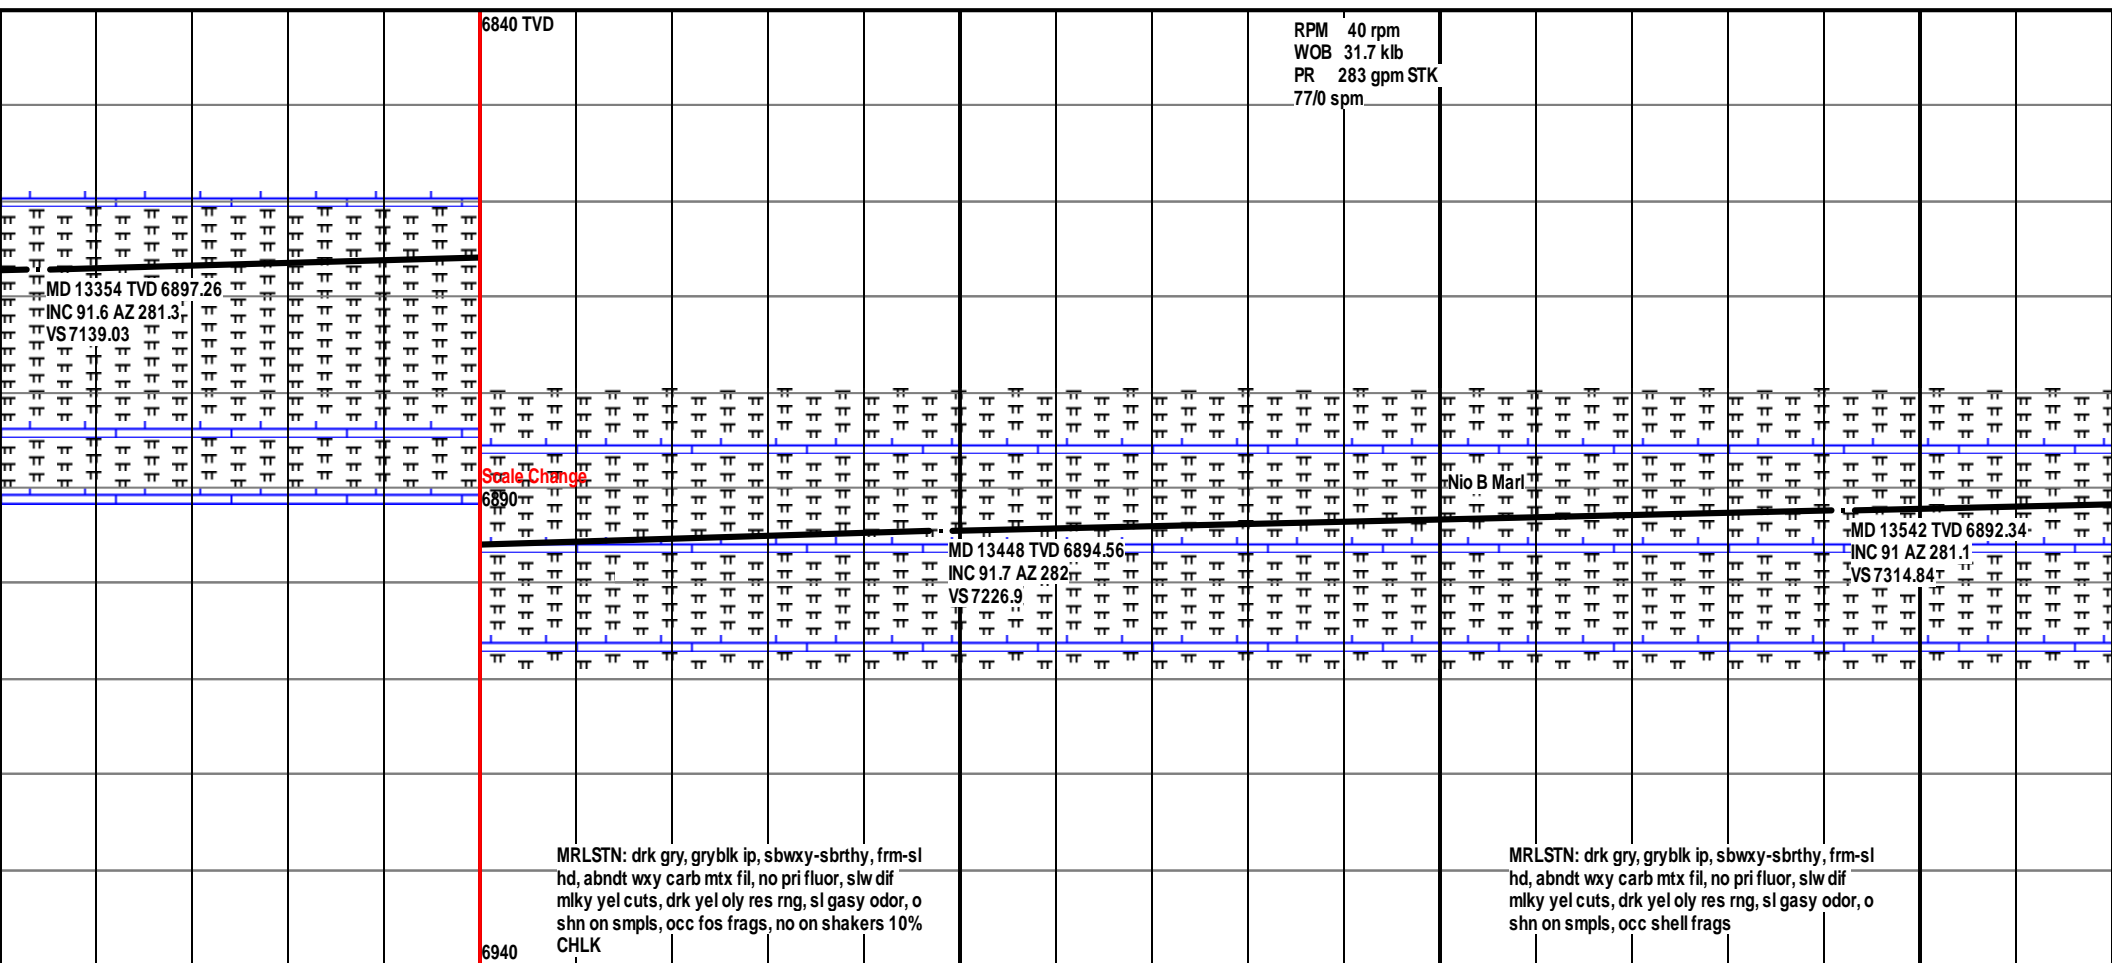 6840 TVD
RPM 40 rpm
WOB 31.7 klb
PR 283 gpm STK
77/0 spm
MD 13354 TVD 6897.26
INC 91.6 AZ 281.3
VS 7139.03
Scale Change
6890
Nio B Marl
MD 13448 TVD 6894.56
INC 91.7 AZ 282
VS 7226.9
MD 13542 TVD 6892.34
INC 91 AZ 281.1
VS 7314.84
MRLSTN: drk gry, gryblk ip, sbwxy-sbrthy, frm-sl
hd, abndt wxy carb mtx fil, no pri fluor, slw dif
mlky yel cuts, drk yel oly res rng, sl gasy odor, o
shn on smpls, occ fos frags, no on shakers 10%
CHLK
MRLSTN: drk gry, gryblk ip, sbwxy-sbrthy, frm-sl
hd, abndt wxy carb mtx fil, no pri fluor, slw dif
mlky yel cuts, drk yel oly res rng, sl gasy odor, o
shn on smpls, occ shell frags
6940